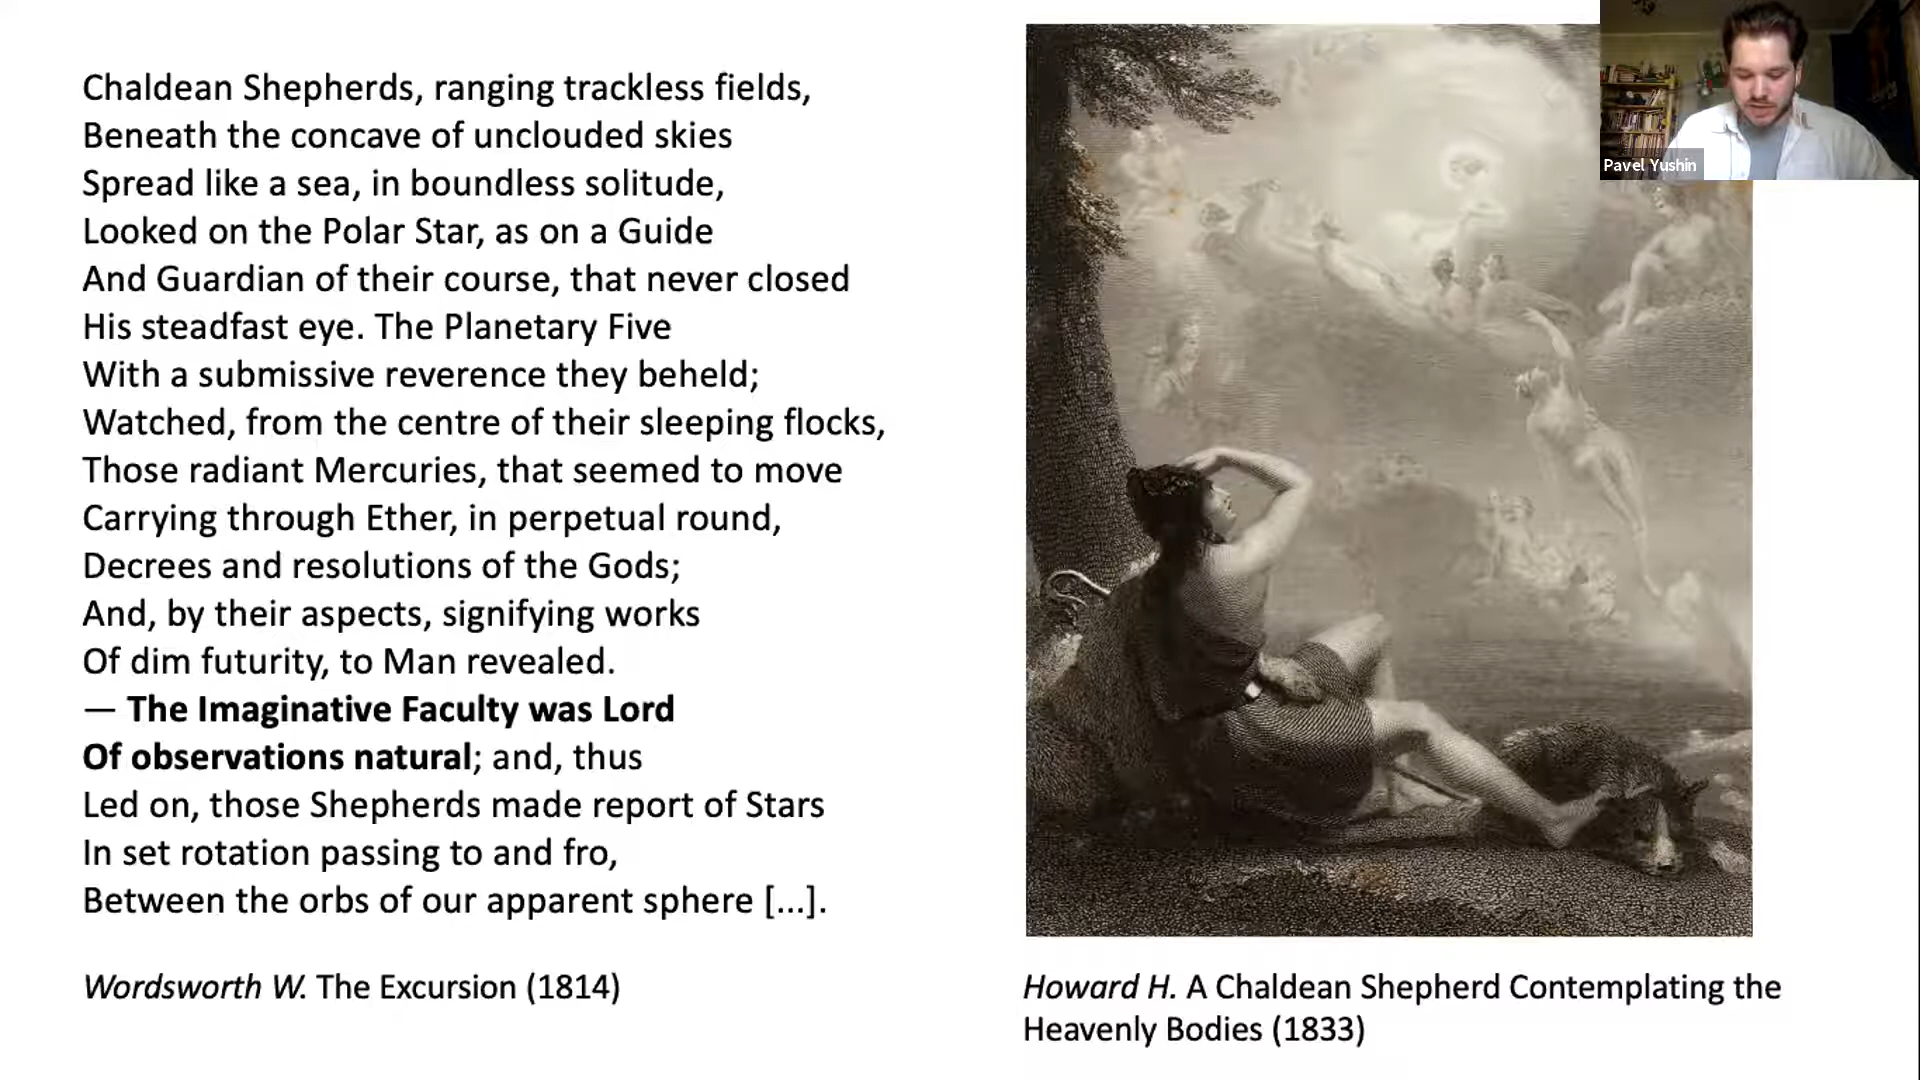 Chaldean Shepherds, ranging trackless fields,
Beneath the concave of unclouded skies
Spread like a sea, in boundless solitude,
Looked on the Polar Star, as on a Guide
And Guardian of their course, that never closed
His steadfast eye. The Planetary Five
With a submissive reverence they beheld;
Watched, from the centre of their sleeping flocks,
Those radiant Mercuries, that seemed to move
Carrying through Ether, in perpetual round,
Decrees and resolutions of the Gods;
And, by their aspects, signifying works
Of dim futurity, to Man revealed.
— The Imaginative Faculty was Lord
Of observations natural; and, thus
Led on, those Shepherds made report of Stars
In set rotation passing to and fro,
Between the orbs of our apparent sphere [...].
Wordsworth W. The Excursion (1814)
Howard H. A Chaldean Shepherd Contemplating the
Heavenly Bodies (1833)
Pavel Yushin